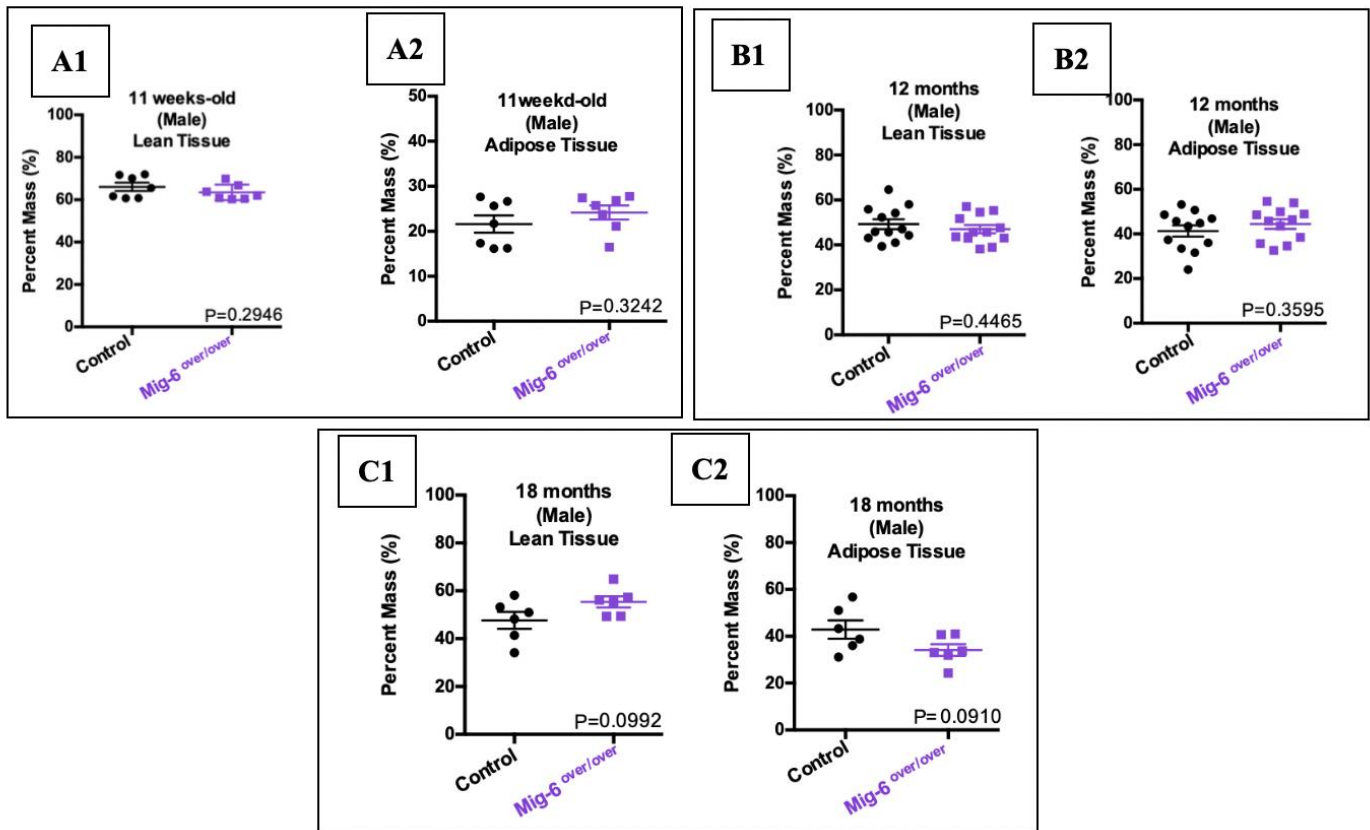 A1
11 weeks-old
(Male)
Lean Tissue
Percent Mass (%)
100
80
60
40
20
0
P=0.2946
Control
Mig-6 over/over
A2
11weekd-old
(Male)
Adipose Tissue
Percent Mass (%)
50
40
30
20
10
0
P=0.3242
Control
Mig-6 over/over
B1
12 months
(Male)
Lean Tissue
Percent Mass (%)
100
80
60
40
20
0
P=0.4465
Control
Mig-6 over/over
B2
12 months
(Male)
Adipose Tissue
Percent Mass (%)
100
80
60
40
20
0
P=0.3595
Control
Mig-6 over/over
C1
18 months
(Male)
Lean Tissue
Percent Mass (%)
100
80
60
40
20
0
P=0.0992
Control
Mig-6 over/over
C2
18 months
(Male)
Adipose Tissue
Percent Mass (%)
100
80
60
40
20
0
P= 0.0910
Control
Mig-6 over/over